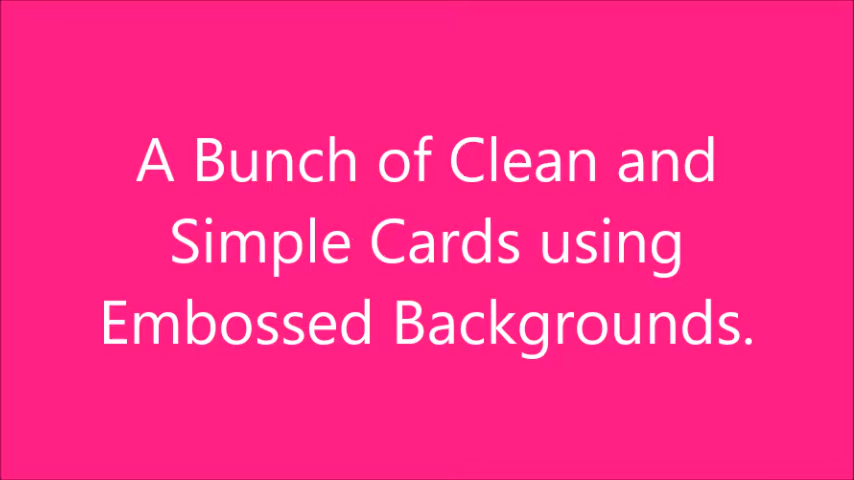 A Bunch of Clean and
Simple Cards using
Embossed Backgrounds.